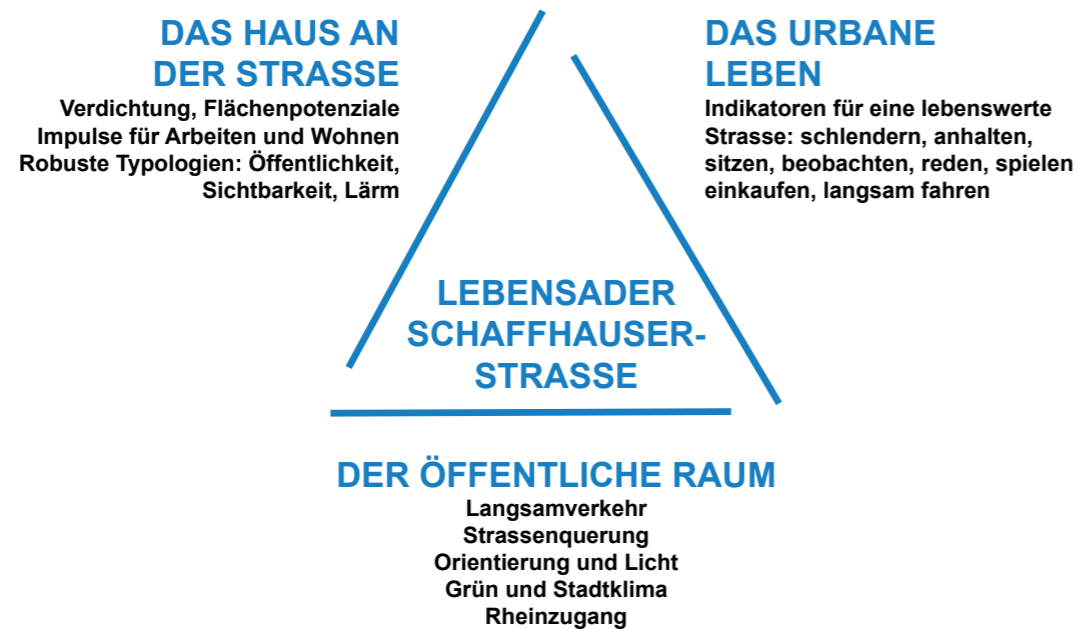 DAS HAUS AN
DER STRASSE
Verdichtung, Flächenpotenziale
Impulse für Arbeiten und Wohnen
Robuste Typologien: Öffentlichkeit,
Sichtbarkeit, Lärm
DAS URBANE
LEBEN
Indikatoren für eine lebenswerte
Strasse: schlendern, anhalten,
sitzen, beobachten, reden, spielen
einkaufen, langsam fahren
LEBENSADER
SCHAFFHAUSER-
STRASSE
DER ÖFFENTLICHE RAUM
Langsamverkehr
Strassenquerung
Orientierung und Licht
Grün und Stadtklima
Rheinzugang